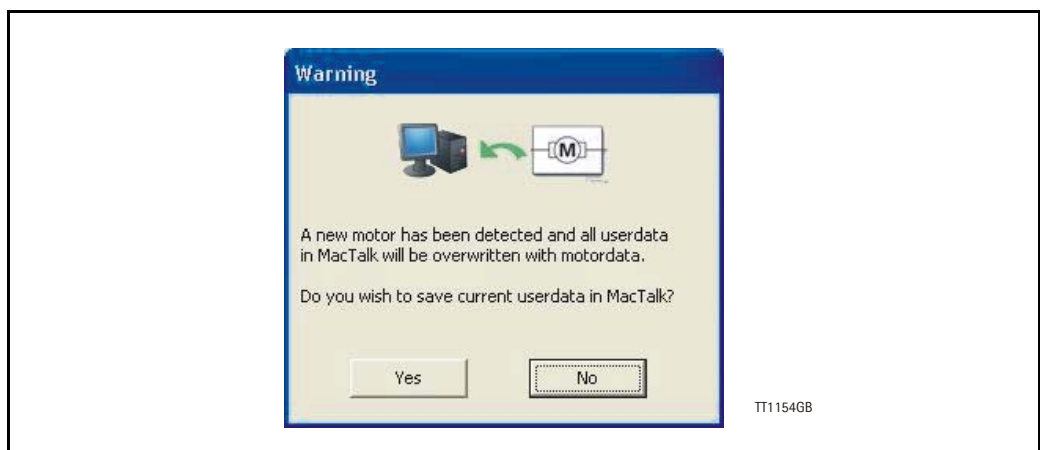 Warning
M
A new motor has been detected and all userdata
in MacTalk will be overwritten with motordata.
Do you wish to save current userdata in MacTalk?
Yes
No
TT1154GB